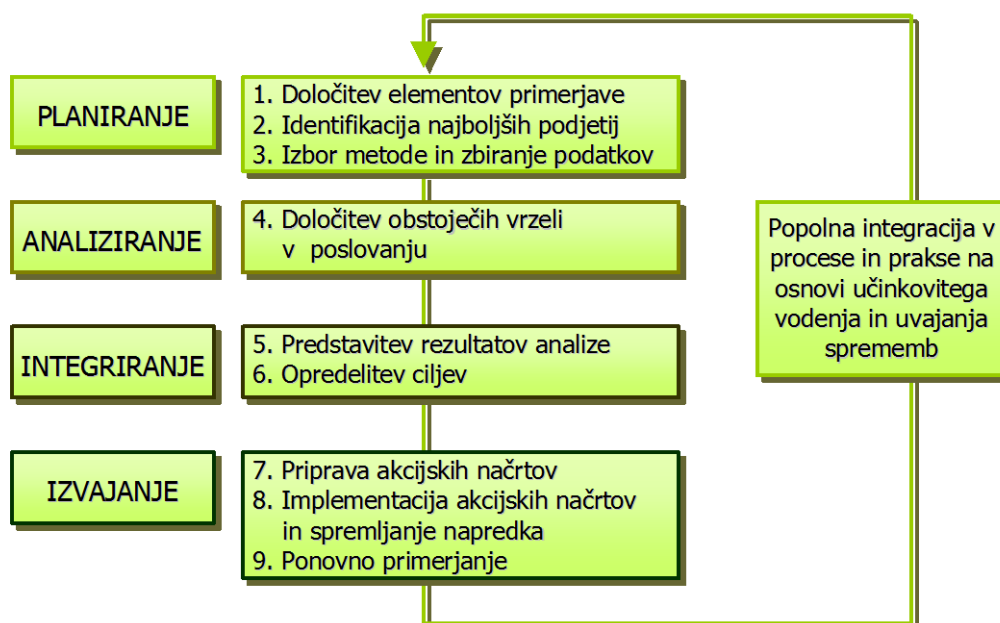 PLANIRANJE
1. Določitev elementov primerjave
2. Identifikacija najboljših podjetij
3. Izbor metode in zbiranje podatkov
ANALIZIRANJE
4. Določitev obstoječih vrzeli
v poslovanju
INTEGRIRANJE
5. Predstavitev rezultatov analize
6. Opredelitev ciljev
IZVAJANJE
7. Priprava akcijskih načrtov
8. Implementacija akcijskih načrtov
in spremljanje napredka
9. Ponovno primerjanje
Popolna integracija v
procese in prakse na
osnovi učinkovitega
vodenja in uvajanja
sprememb